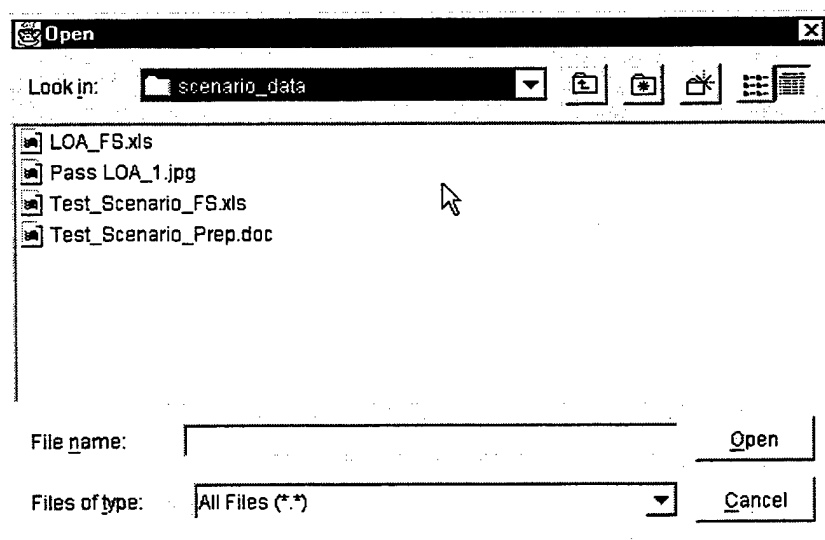 Open
Look in: scenario_data
LOA_FS.xls
Pass LOA_1.jpg
Test_Scenario_FS.xls
Test_Scenario_Prep.doc
File name: Open
Files of type: All Files (*.*) Cancel